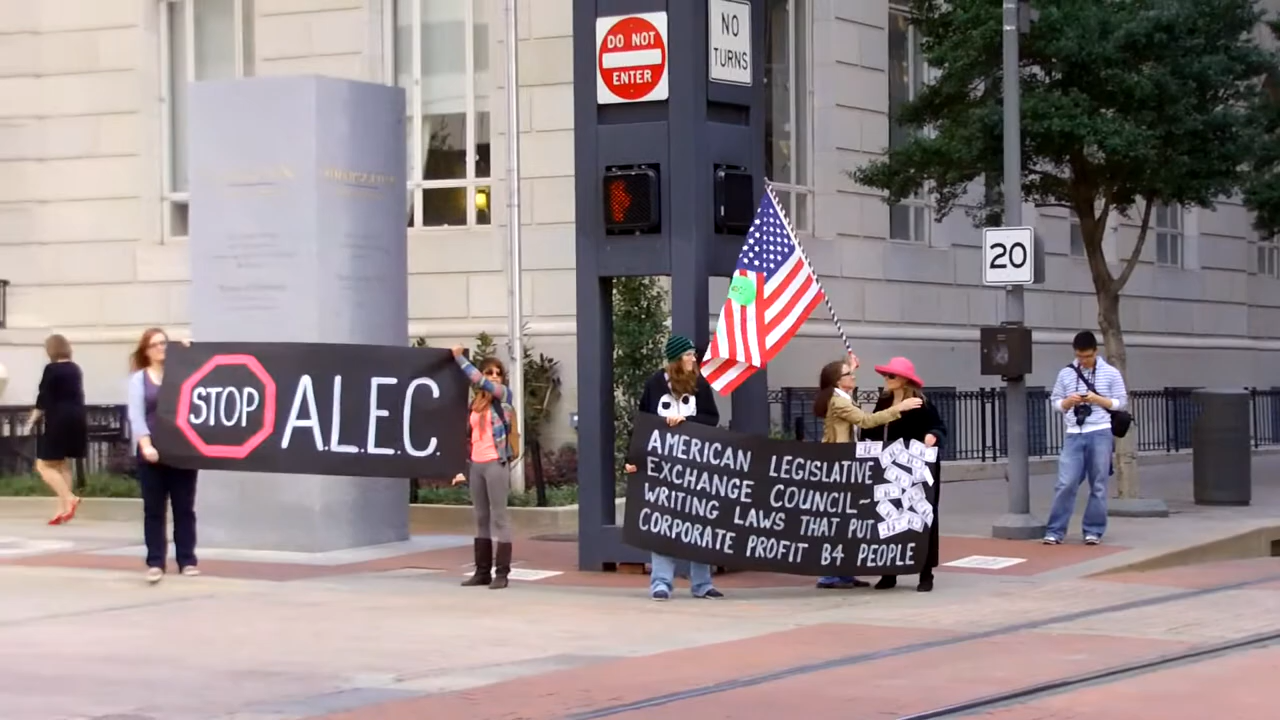 DO NOT
ENTER
NO
TURNS
20
STOP A.L.E.C.
AMERICAN LEGISLATIVE
EXCHANGE COUNCIL~
WRITING LAWS THAT PUT
CORPORATE PROFIT B4 PEOPLE